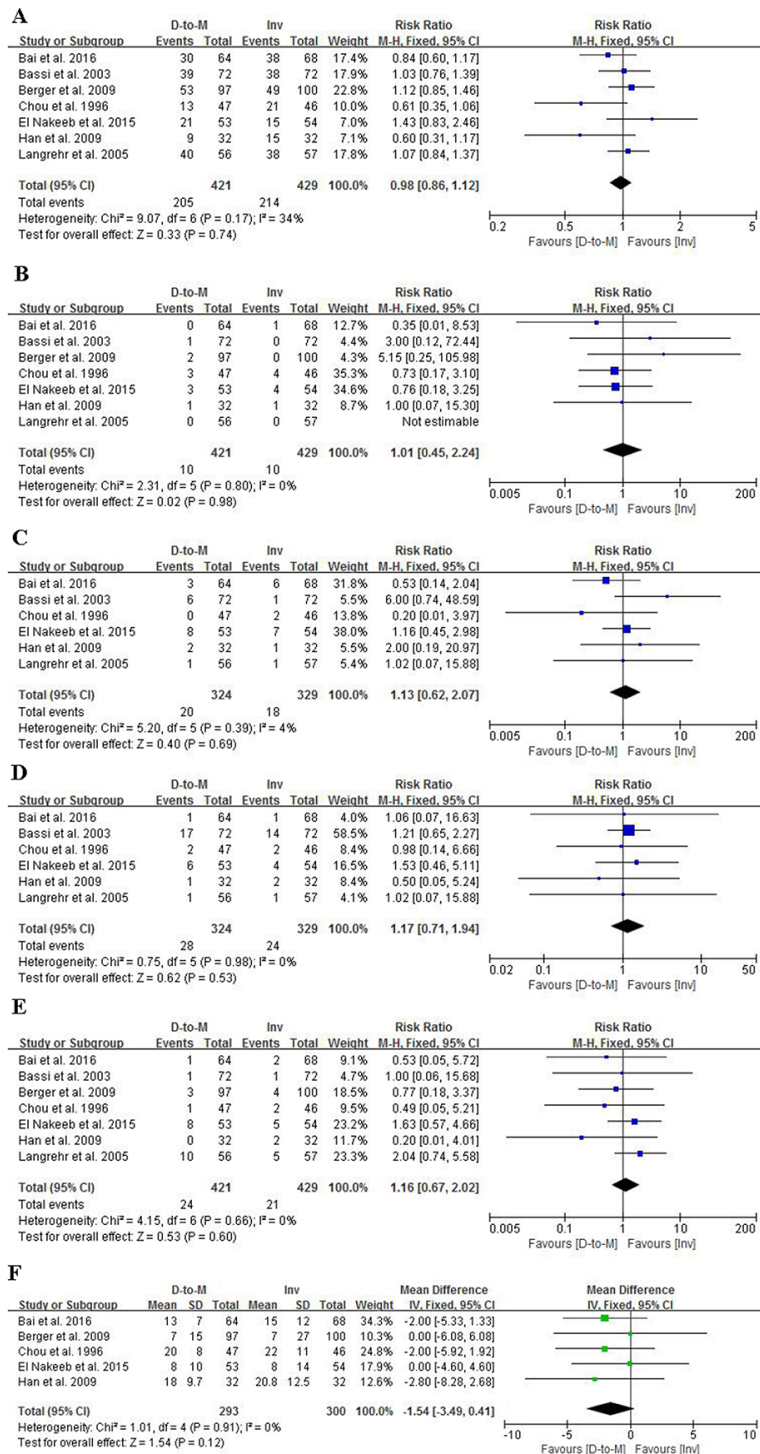 A
D-to-M Inv Risk Ratio Risk Ratio
Study or Subgroup Events Total Events Total Weight M-H, Fixed, 95% CI M-H, Fixed, 95% CI
Bai et al. 2016 30 64 38 68 17.4% 0.84 [0.60, 1.17]
Bassi et al. 2003 39 72 38 72 17.9% 1.03 [0.76, 1.39]
Berger et al. 2009 53 97 49 100 22.8% 1.12 [0.85, 1.46]
Chou et al. 1996 13 47 21 46 10.0% 0.61 [0.35, 1.06]
El Nakeeb et al. 2015 21 53 15 54 7.0% 1.43 [0.83, 2.46]
Han et al. 2009 9 32 15 32 7.1% 0.60 [0.31, 1.17]
Langrehr et al. 2005 40 56 38 57 17.8% 1.07 [0.84, 1.37]
Total (95% CI) 421 429 100.0% 0.98 [0.86, 1.12]
Total events 205 214
Heterogeneity: Chi² = 9.07, df = 6 (P = 0.17); I² = 34%
Test for overall effect: Z = 0.33 (P = 0.74)
0.2 0.5 1 2 5
Favours [D-to-M] Favours [Inv]
B
D-to-M Inv Risk Ratio Risk Ratio
Study or Subgroup Events Total Events Total Weight M-H, Fixed, 95% CI M-H, Fixed, 95% CI
Bai et al. 2016 0 64 1 68 12.7% 0.35 [0.01, 8.53]
Bassi et al. 2003 1 72 0 72 4.4% 3.00 [0.12, 72.44]
Berger et al. 2009 2 97 0 100 4.3% 5.15 [0.25, 105.98]
Chou et al. 1996 3 47 4 46 35.3% 0.73 [0.17, 3.10]
El Nakeeb et al. 2015 3 53 4 54 34.6% 0.76 [0.18, 3.25]
Han et al. 2009 1 32 1 32 8.7% 1.00 [0.07, 15.30]
Langrehr et al. 2005 0 56 0 57 Not estimable
Total (95% CI) 421 429 100.0% 1.01 [0.45, 2.24]
Total events 10 10
Heterogeneity: Chi² = 2.31, df = 5 (P = 0.80); I² = 0%
Test for overall effect: Z = 0.02 (P = 0.98)
0.005 0.1 1 10 200
Favours [D-to-M] Favours [Inv]
C
D-to-M Inv Risk Ratio Risk Ratio
Study or Subgroup Events Total Events Total Weight M-H, Fixed, 95% CI M-H, Fixed, 95% CI
Bai et al. 2016 3 64 6 68 31.8% 0.53 [0.14, 2.04]
Bassi et al. 2003 6 72 1 72 5.5% 6.00 [0.74, 48.59]
Chou et al. 1996 0 47 2 46 13.8% 0.20 [0.01, 3.97]
El Nakeeb et al. 2015 8 53 7 54 38.0% 1.16 [0.45, 2.98]
Han et al. 2009 2 32 1 32 5.5% 2.00 [0.19, 20.97]
Langrehr et al. 2005 1 56 1 57 5.4% 1.02 [0.07, 15.88]
Total (95% CI) 324 329 100.0% 1.13 [0.62, 2.07]
Total events 20 18
Heterogeneity: Chi² = 5.20, df = 5 (P = 0.39); I² = 4%
Test for overall effect: Z = 0.40 (P = 0.69)
0.005 0.1 1 10 200
Favours [D-to-M] Favours [Inv]
D
D-to-M Inv Risk Ratio Risk Ratio
Study or Subgroup Events Total Events Total Weight M-H, Fixed, 95% CI M-H, Fixed, 95% CI
Bai et al. 2016 1 64 1 68 4.0% 1.06 [0.07, 16.63]
Bassi et al. 2003 17 72 14 72 58.5% 1.21 [0.65, 2.27]
Chou et al. 1996 2 47 2 46 8.4% 0.98 [0.14, 6.66]
El Nakeeb et al. 2015 6 53 4 54 16.5% 1.53 [0.46, 5.11]
Han et al. 2009 1 32 2 32 8.4% 0.50 [0.05, 5.24]
Langrehr et al. 2005 1 56 1 57 4.1% 1.02 [0.07, 15.88]
Total (95% CI) 324 329 100.0% 1.17 [0.71, 1.94]
Total events 28 24
Heterogeneity: Chi² = 0.75, df = 5 (P = 0.98); I² = 0%
Test for overall effect: Z = 0.62 (P = 0.53)
0.02 0.1 1 10 50
Favours [D-to-M] Favours [Inv]
E
D-to-M Inv Risk Ratio Risk Ratio
Study or Subgroup Events Total Events Total Weight M-H, Fixed, 95% CI M-H, Fixed, 95% CI
Bai et al. 2016 1 64 2 68 9.1% 0.53 [0.05, 5.72]
Bassi et al. 2003 1 72 1 72 4.7% 1.00 [0.06, 15.68]
Berger et al. 2009 3 97 4 100 18.5% 0.77 [0.18, 3.37]
Chou et al. 1996 1 47 2 46 9.5% 0.49 [0.05, 5.21]
El Nakeeb et al. 2015 8 53 5 54 23.3% 1.63 [0.57, 4.66]
Han et al. 2009 0 32 2 32 11.7% 0.20 [0.01, 4.01]
Langrehr et al. 2005 10 56 5 57 23.3% 2.04 [0.74, 5.58]
Total (95% CI) 421 429 100.0% 1.16 [0.67, 2.02]
Total events 24 21
Heterogeneity: Chi² = 4.15, df = 6 (P = 0.66); I² = 0%
Test for overall effect: Z = 0.53 (P = 0.60)
0.005 0.1 1 10 200
Favours [D-to-M] Favours [Inv]
F
D-to-M Inv Mean Difference Mean Difference
Study or Subgroup Mean SD Total Mean SD Total Weight IV, Fixed, 95% CI IV, Fixed, 95% CI
Bai et al. 2016 13 7 64 15 12 68 34.3% -2.00 [-5.33, 1.33]
Berger et al. 2009 7 15 97 7 27 100 10.3% 0.00 [-6.08, 6.08]
Chou et al. 1996 20 8 47 22 11 46 24.8% -2.00 [-5.92, 1.92]
El Nakeeb et al. 2015 8 10 53 8 14 54 17.9% 0.00 [-4.60, 4.60]
Han et al. 2009 18 9.7 32 20.8 12.5 32 12.6% -2.80 [-8.28, 2.68]
Total (95% CI) 293 300 100.0% -1.54 [-3.49, 0.41]
Heterogeneity: Chi² = 1.01, df = 4 (P = 0.91); I² = 0%
Test for overall effect: Z = 1.54 (P = 0.12)
-10 -5 0 5 10
Favours [D-to-M] Favours [Inv]